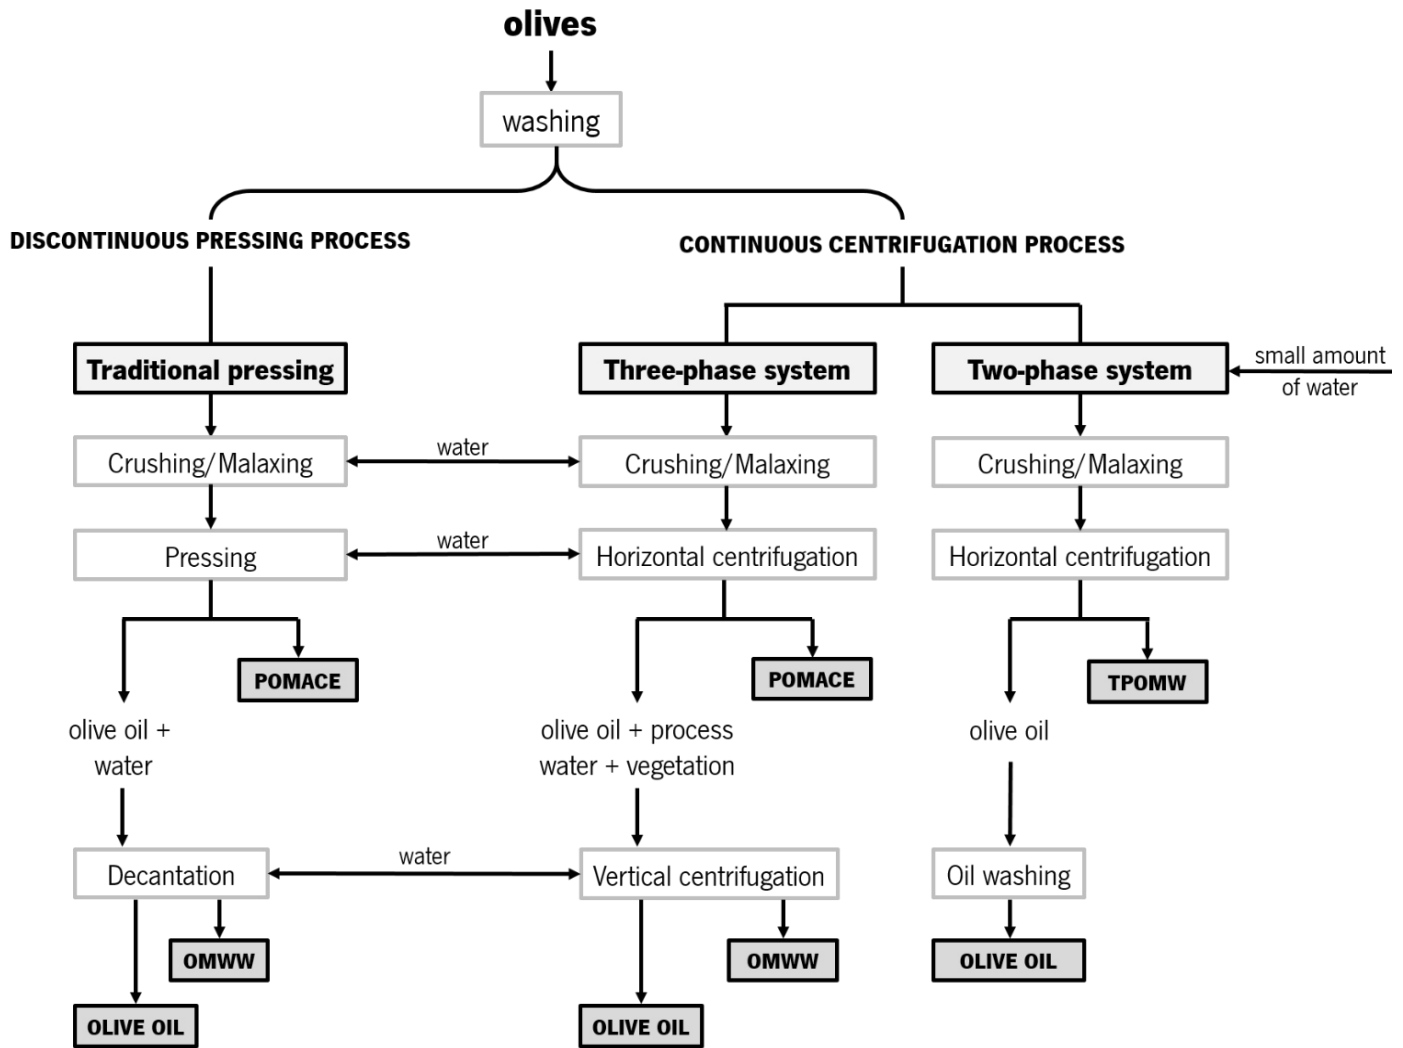 olives
washing
DISCONTINUOUS PRESSING PROCESS
CONTINUOUS CENTRIFUGATION PROCESS
Traditional pressing
Three-phase system
Two-phase system
small amount
of water
Crushing/Malaxing
water
Crushing/Malaxing
Crushing/Malaxing
Pressing
water
Horizontal centrifugation
Horizontal centrifugation
POMACE
POMACE
TPOMW
olive oil +
water
olive oil + process
water + vegetation
olive oil
Decantation
water
Vertical centrifugation
Oil washing
OMWW
OMWW
OLIVE OIL
OLIVE OIL
OLIVE OIL